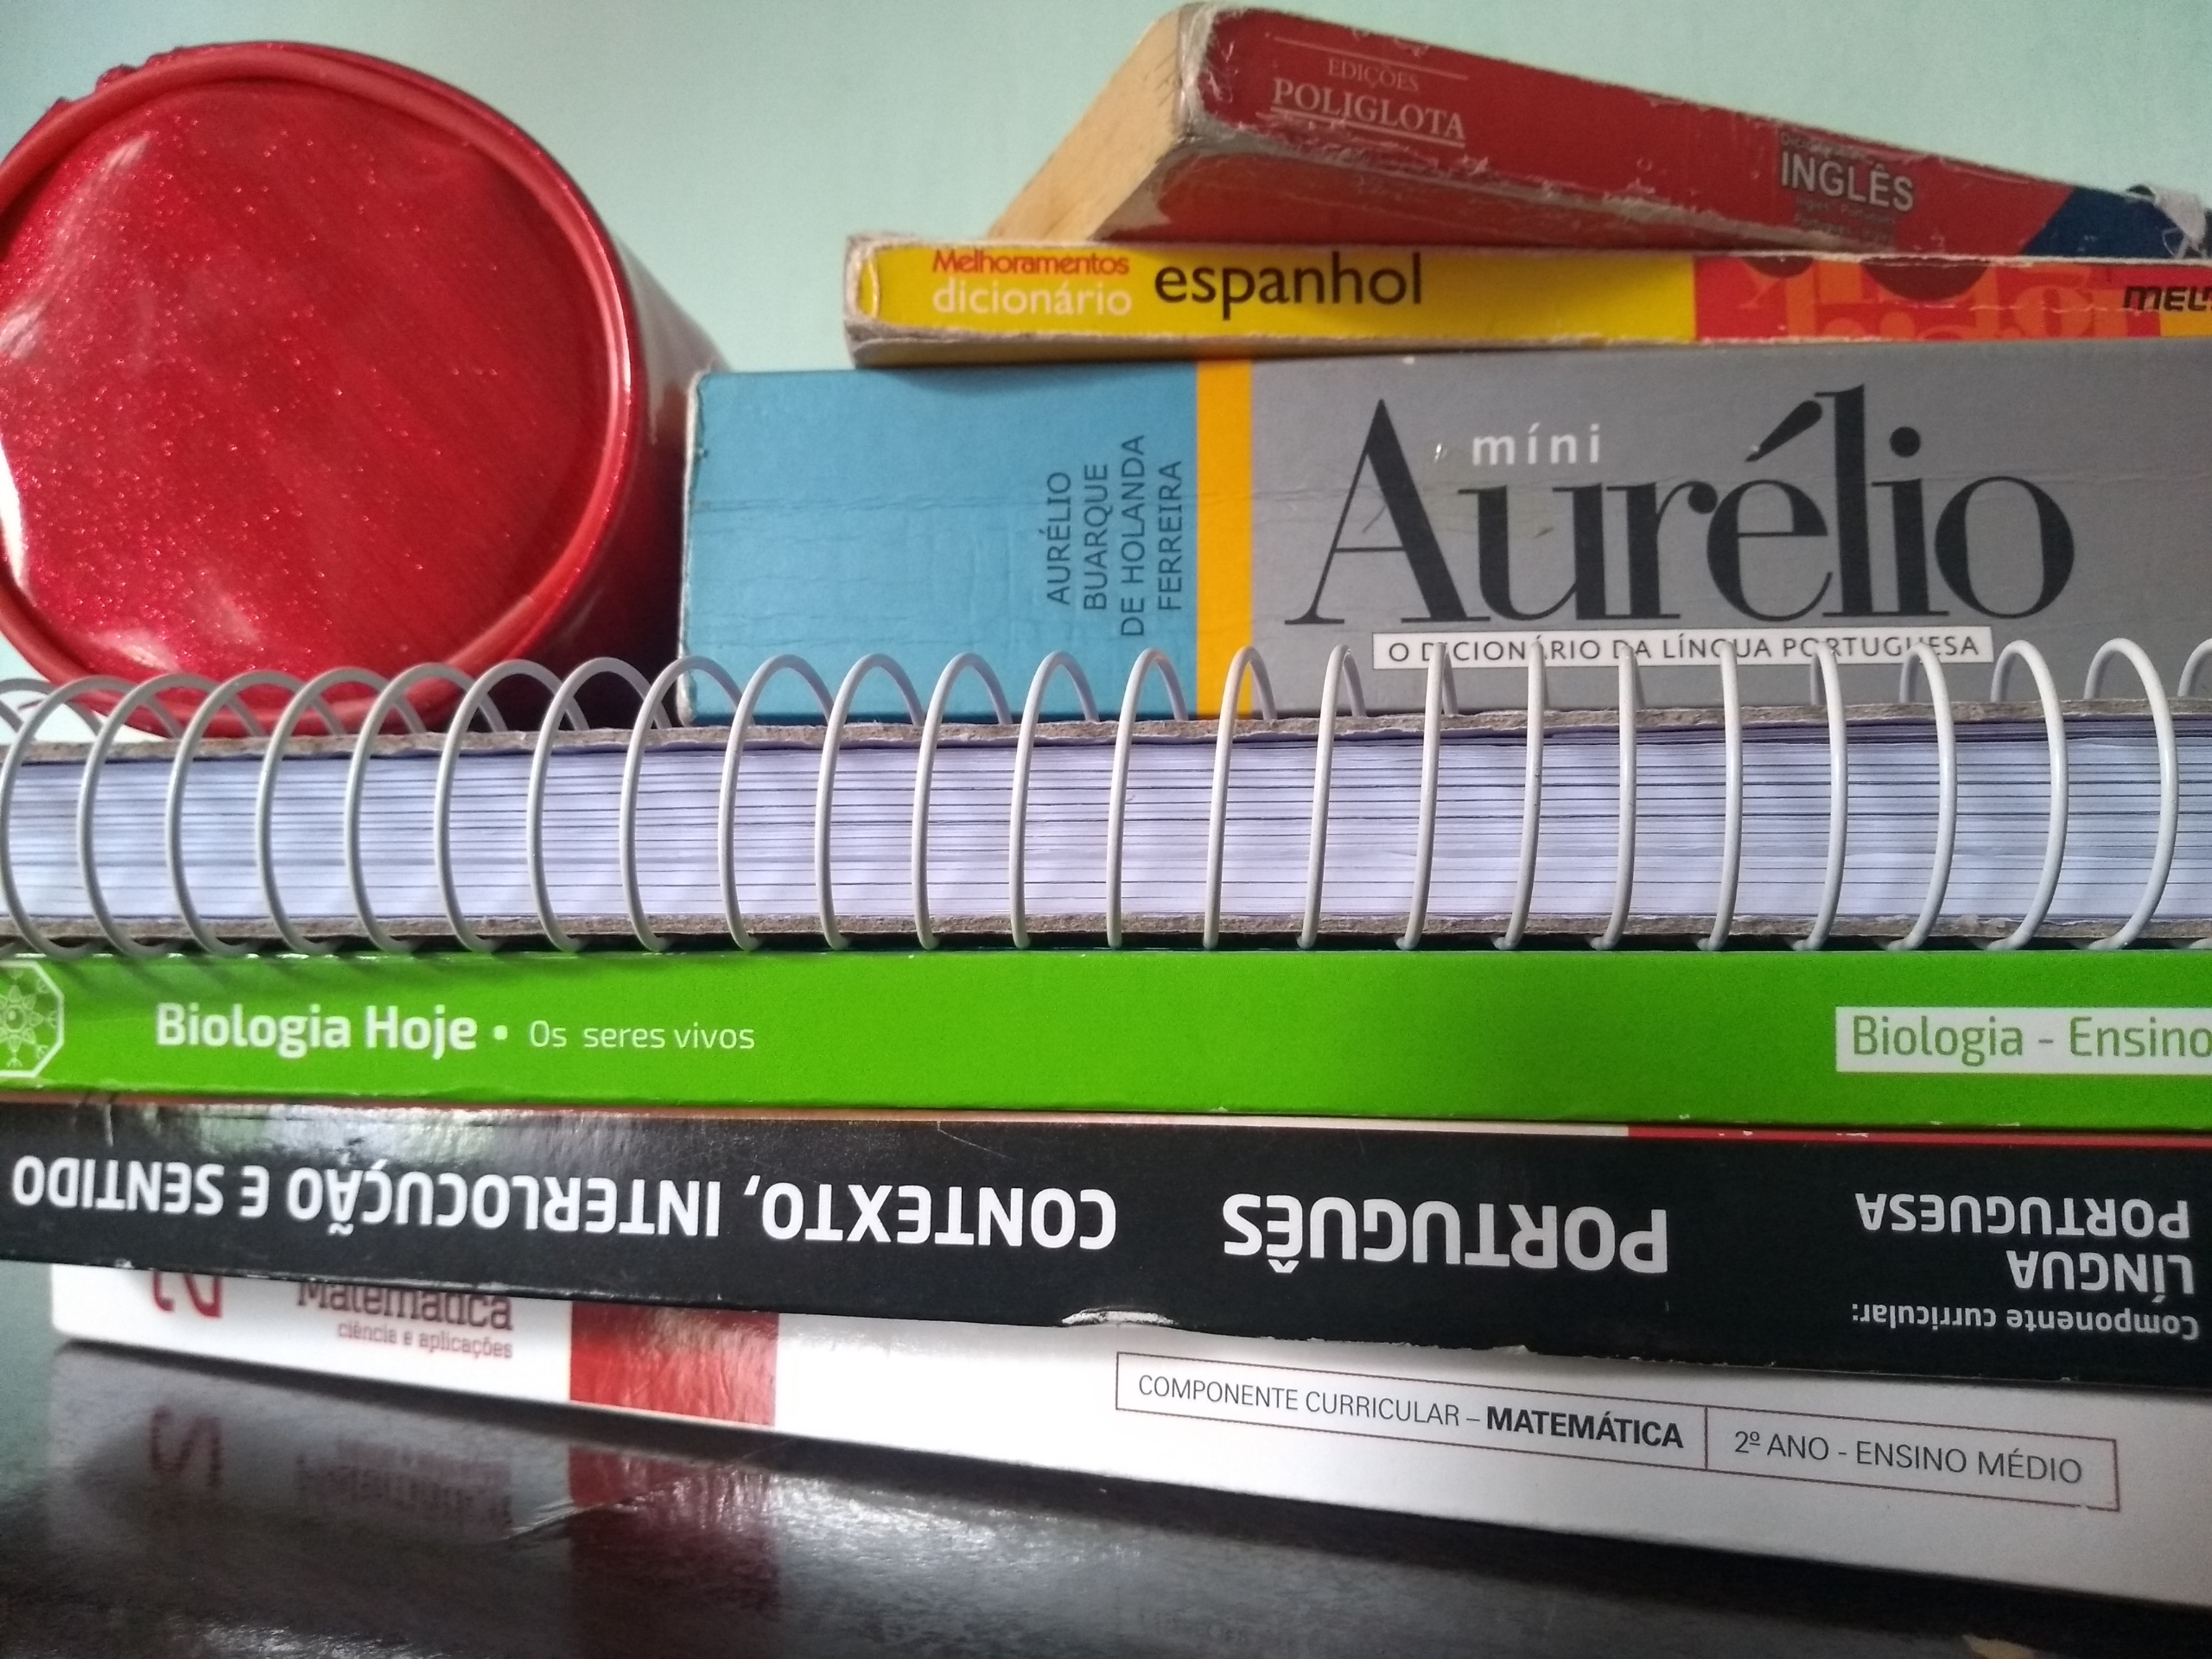 EDIÇÕES
POLIGLOTA
INGLÊS
Melhoramentos
dicionário
espanhol
MEL
AURÉLIO
BUARQUE
DE HOLANDA
FERREIRA
míni
Aurélio
O DICIONÁRIO DA LÍNGUA PORTUGUESA
Biologia Hoje • Os seres vivos
Biologia - Ensino
Componente curricular:
LÍNGUA
PORTUGUESA
PORTUGUÊS
CONTEXTO, INTERLOCUÇÃO E SENTIDO
2
Matemática
ciência e aplicações
COMPONENTE CURRICULAR – MATEMÁTICA
2º ANO - ENSINO MÉDIO